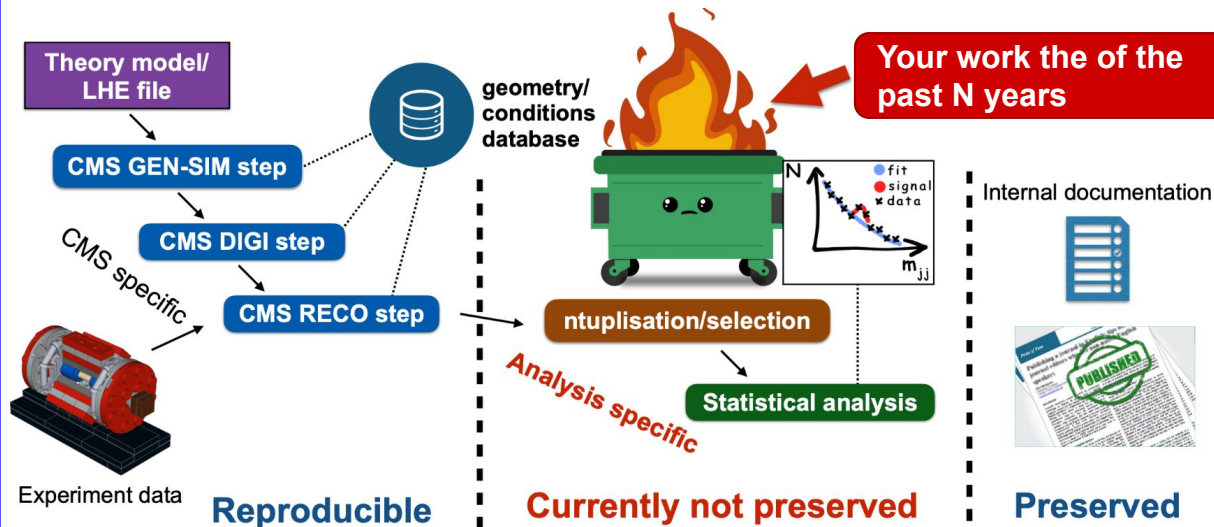 Theory model/
LHE file
CMS GEN-SIM step
CMS DIGI step
CMS RECO step
CMS specific
Experiment data
Reproducible
geometry/
conditions
database
Your work the of the
past N years
N
fit
signal
data
m jj
ntuplisation/selection
Analysis specific
Statistical analysis
Currently not preserved
Internal documentation
PUBLISHED
Preserved